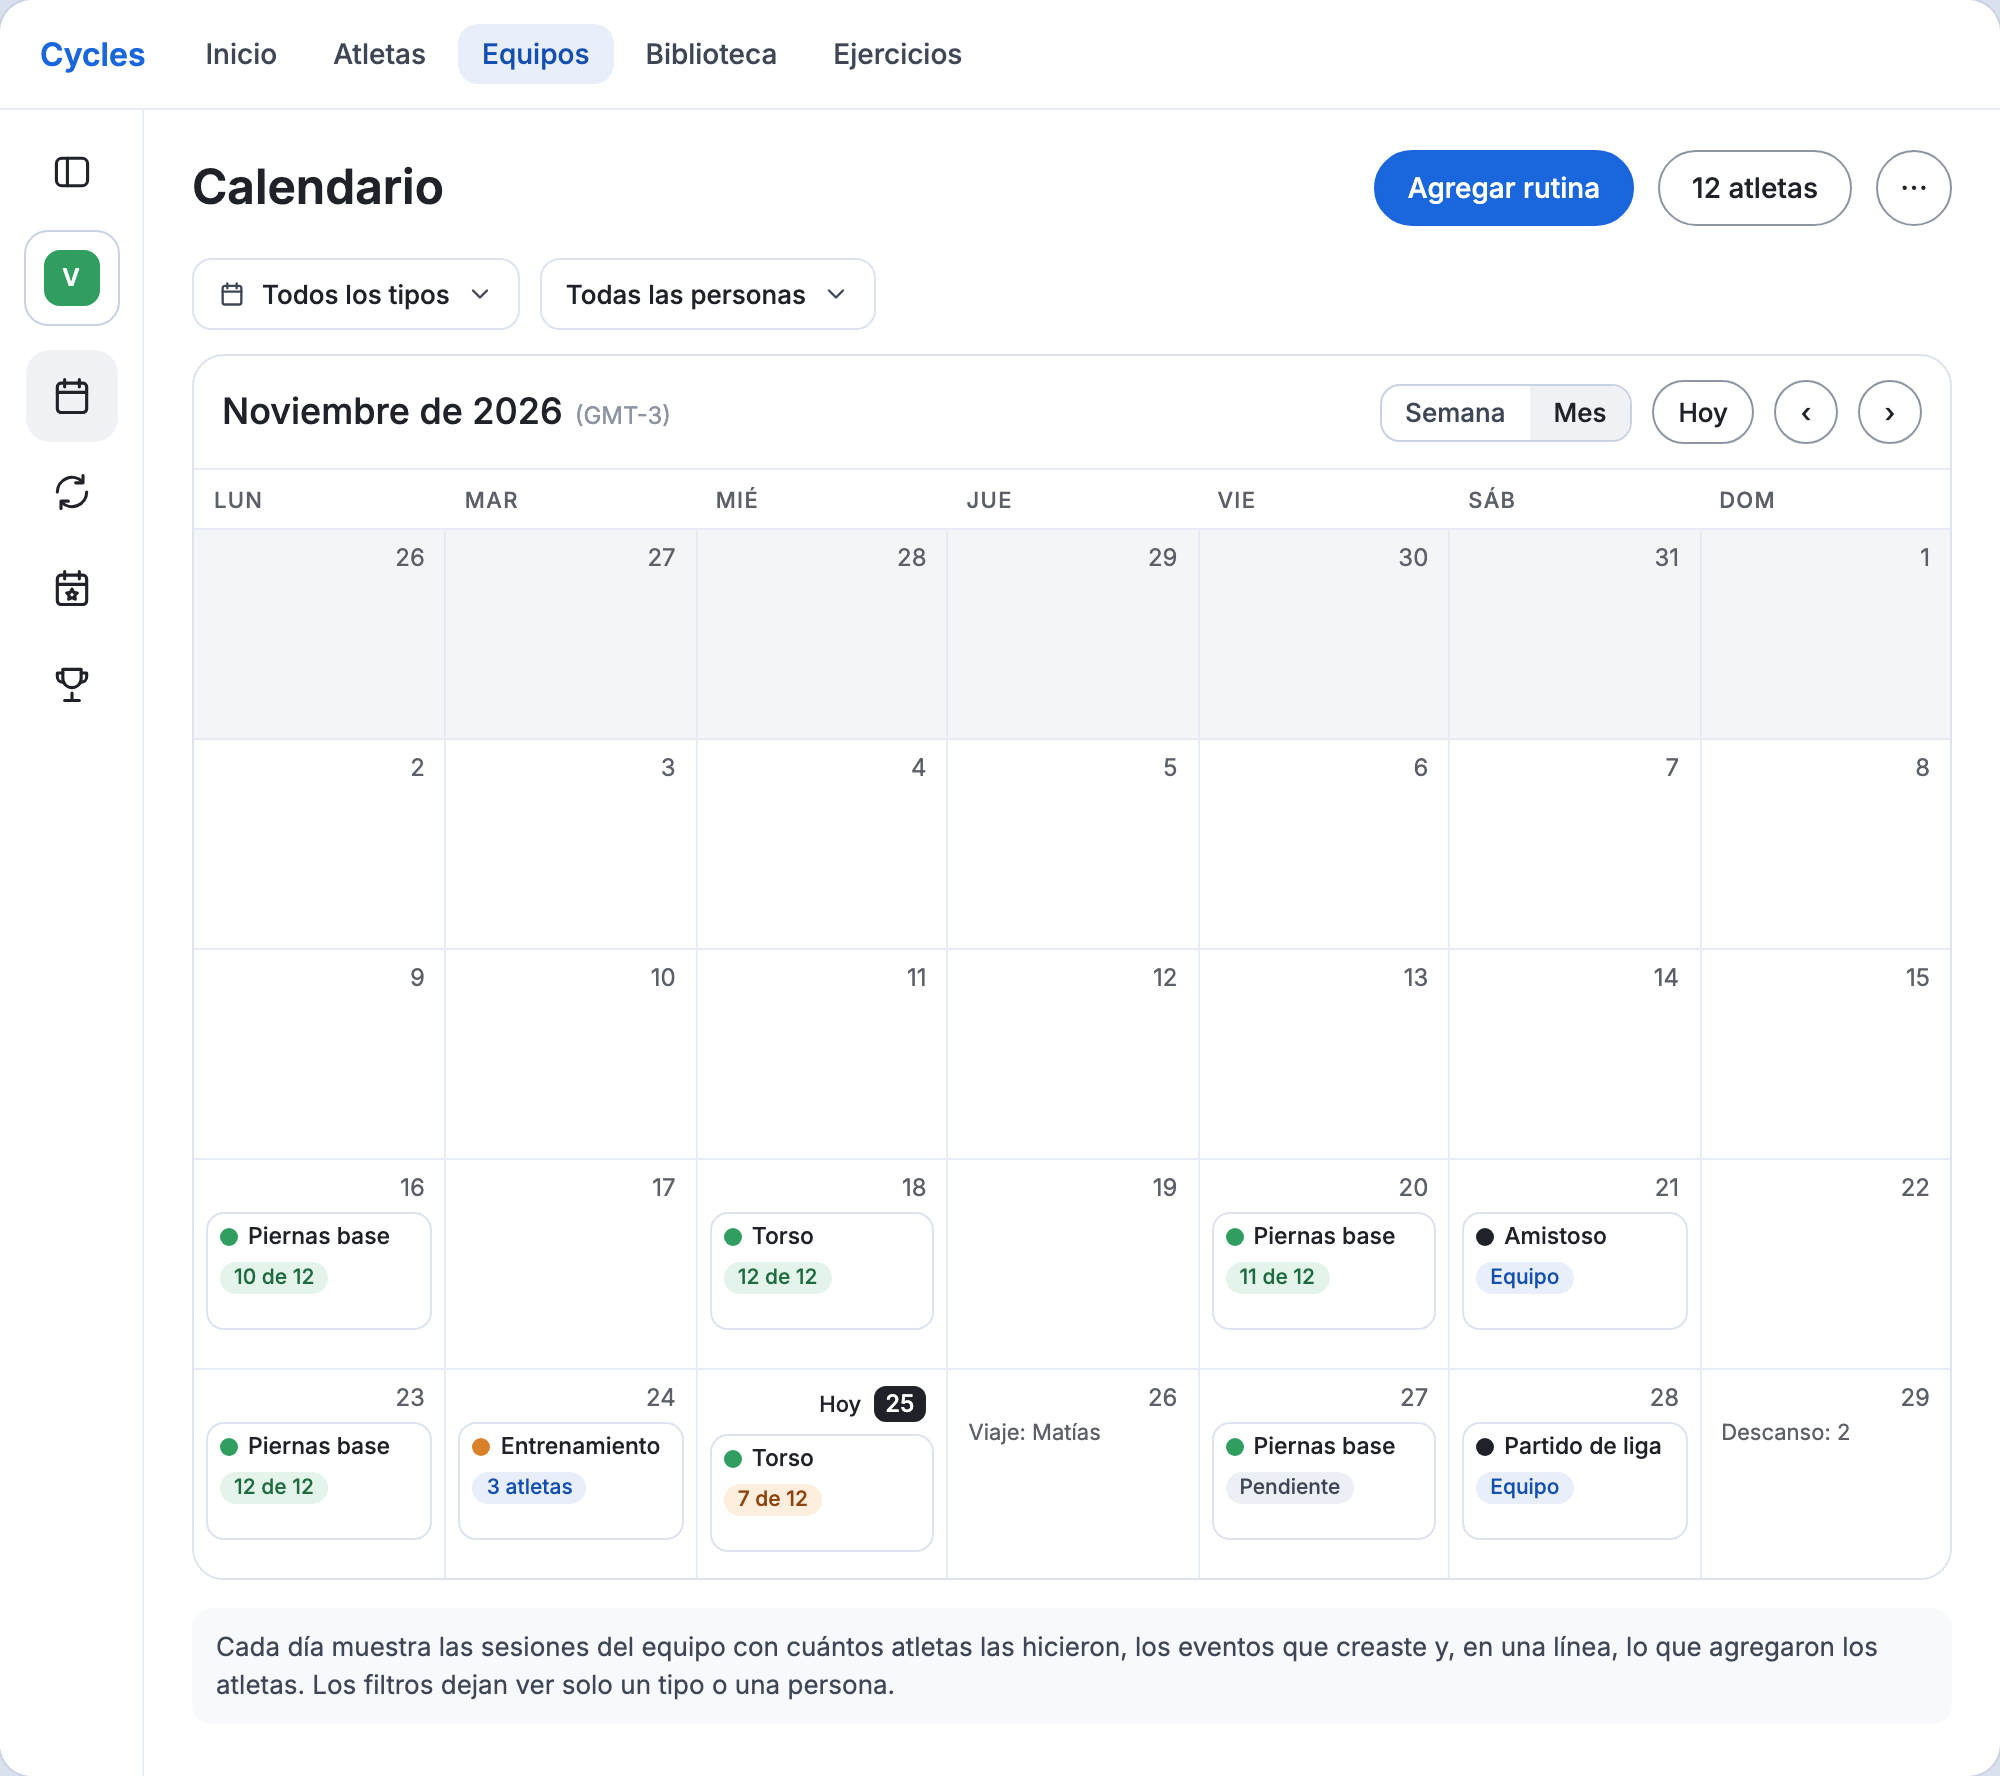 Cycles Inicio Atletas Equipos Biblioteca Ejercicios
Calendario
Agregar rutina 12 atletas ···
V
Todos los tipos Todas las personas
Noviembre de 2026 (GMT-3)
Semana Mes Hoy ‹ ›
LUN MAR MIÉ JUE VIE SÁB DOM
26 27 28 29 30 31 1
2 3 4 5 6 7 8
9 10 11 12 13 14 15
16 17 18 19 20 21 22
Piernas base Torso Piernas base Amistoso
10 de 12 12 de 12 11 de 12 Equipo
23 24 Hoy 25 26 27 28 29
Viaje: Matías Descanso: 2
Piernas base Entrenamiento Torso Piernas base Partido de liga
12 de 12 3 atletas 7 de 12 Pendiente Equipo
Cada día muestra las sesiones del equipo con cuántos atletas las hicieron, los eventos que creaste y, en una línea, lo que agregaron los
atletas. Los filtros dejan ver solo un tipo o una persona.